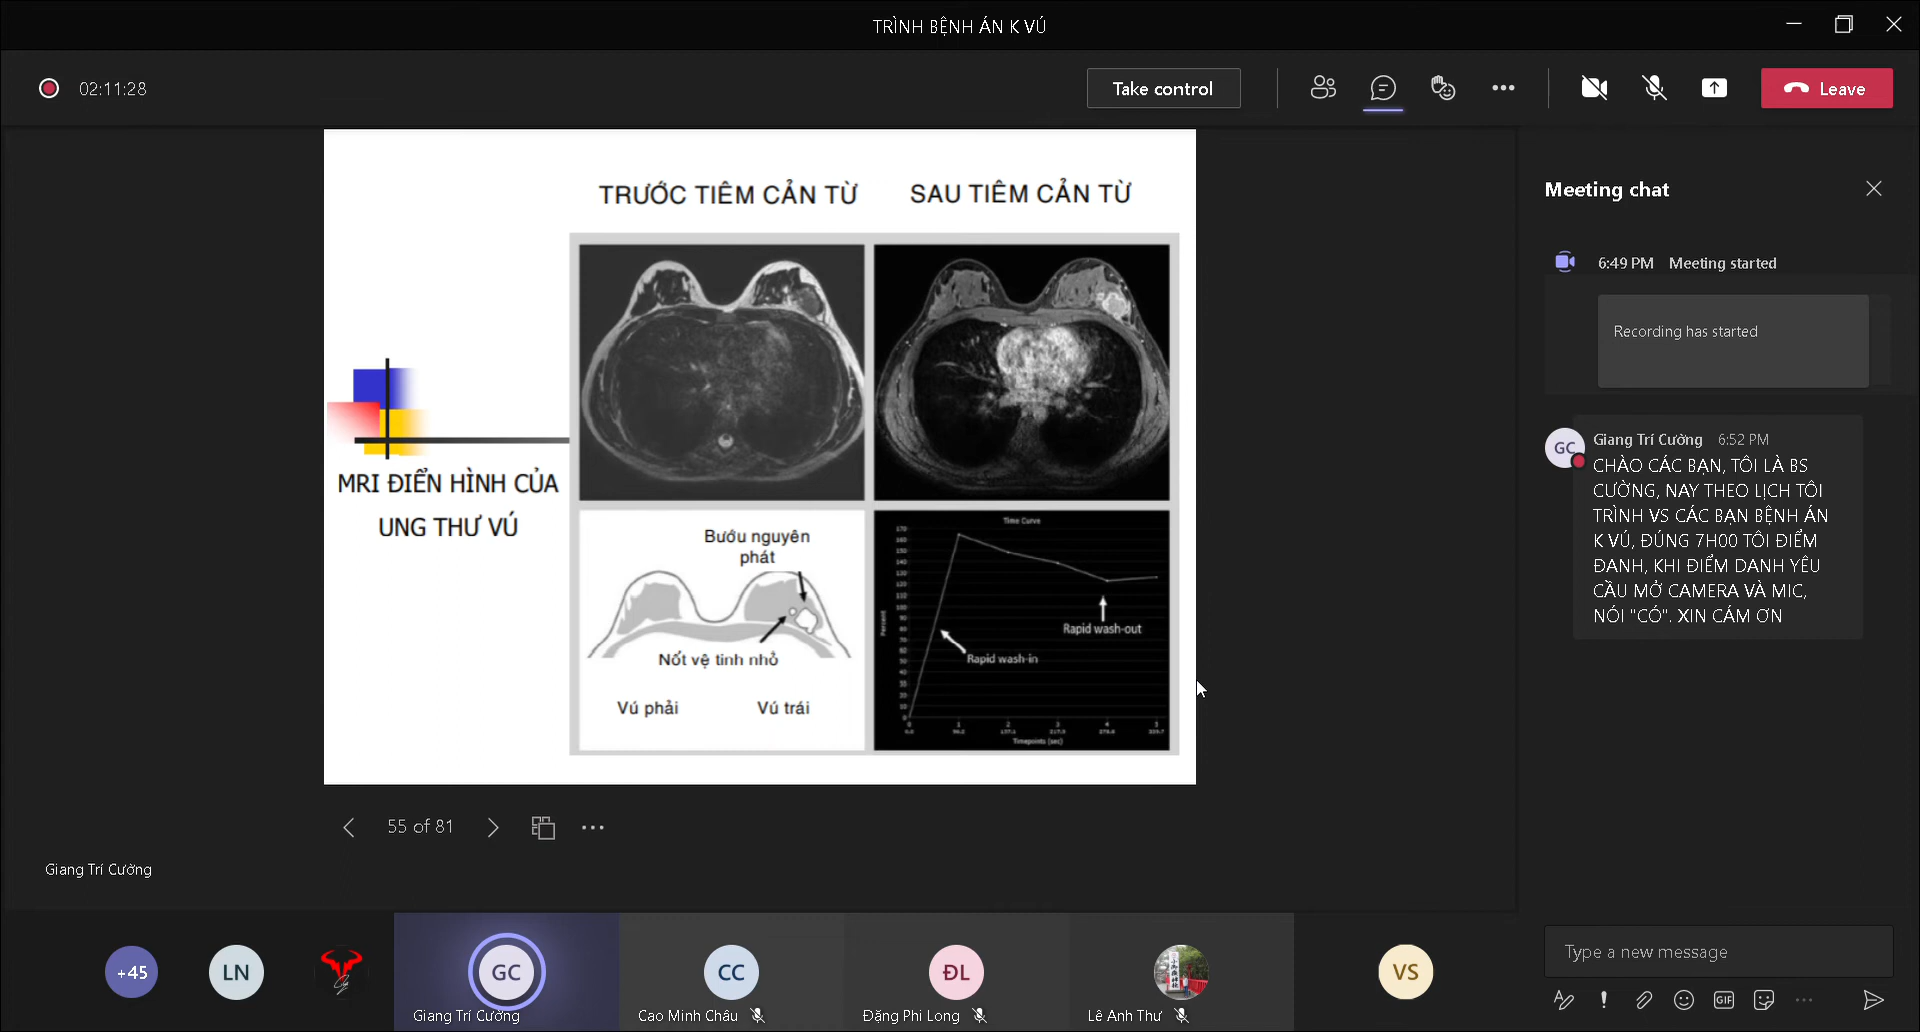 TRÌNH BỆNH ÁN K VÚ
02:11:28
Take control
Leave
TRƯỚC TIÊM CẢN TỪ
SAU TIÊM CẢN TỪ
MRI ĐIỂN HÌNH CỦA
UNG THƯ VÚ
Bướu nguyên
phát
Nốt vệ tinh nhỏ
Vú phải
Vú trái
Time Curve
Percent
Rapid wash-out
Rapid wash-in
Timepoints (sec)
55 of 81
Giang Trí Cường
Meeting chat
6:49 PM Meeting started
Recording has started
GC
Giang Trí Cường 6:52 PM
CHÀO CÁC BẠN, TÔI LÀ BS
CƯỜNG, NAY THEO LỊCH TÔI
TRÌNH VS CÁC BẠN BỆNH ÁN
K VÚ, ĐÚNG 7H00 TÔI ĐIỂM
ĐANH, KHI ĐIỂM DANH YÊU
CẦU MỞ CAMERA VÀ MIC,
NÓI "CÓ". XIN CÁM ƠN
+45
LN
GC
Giang Trí Cường
CC
Cao Minh Châu
ĐL
Đặng Phi Long
Lê Anh Thư
VS
Type a new message
GIF